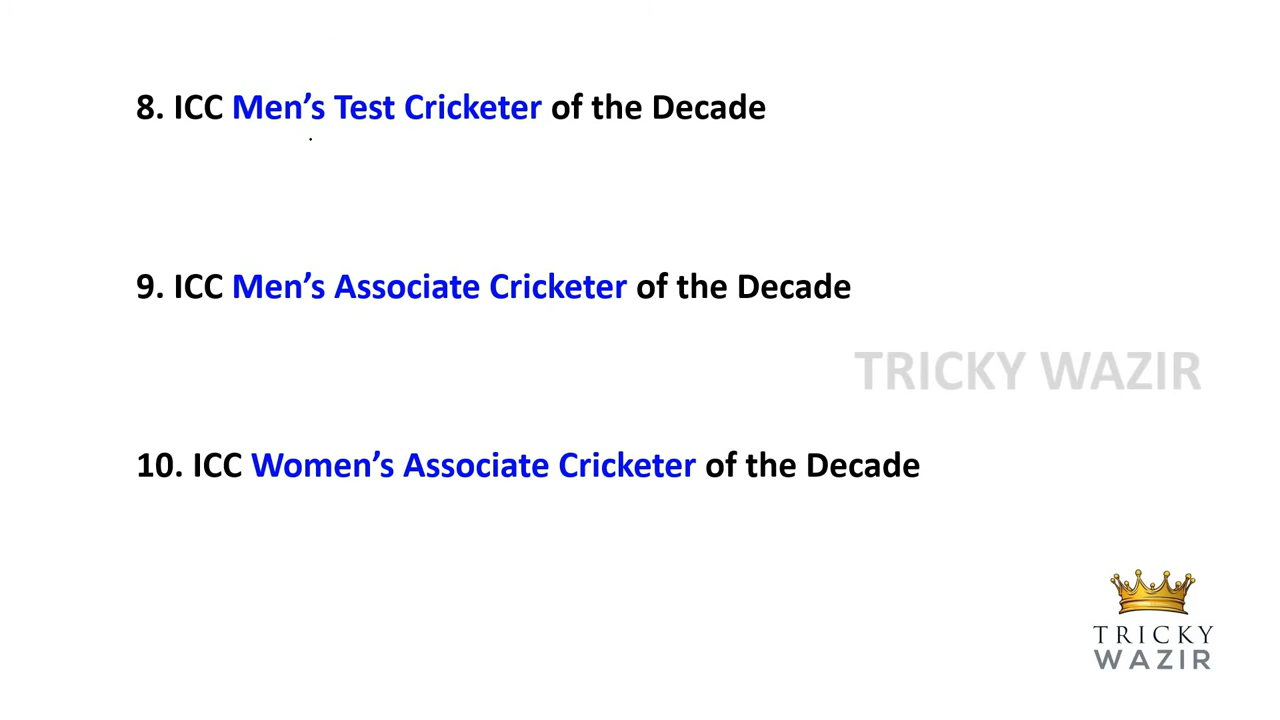 8. ICC Men’s Test Cricketer of the Decade
9. ICC Men’s Associate Cricketer of the Decade
TRICKY WAZIR
10. ICC Women’s Associate Cricketer of the Decade
TRICKY
WAZIR